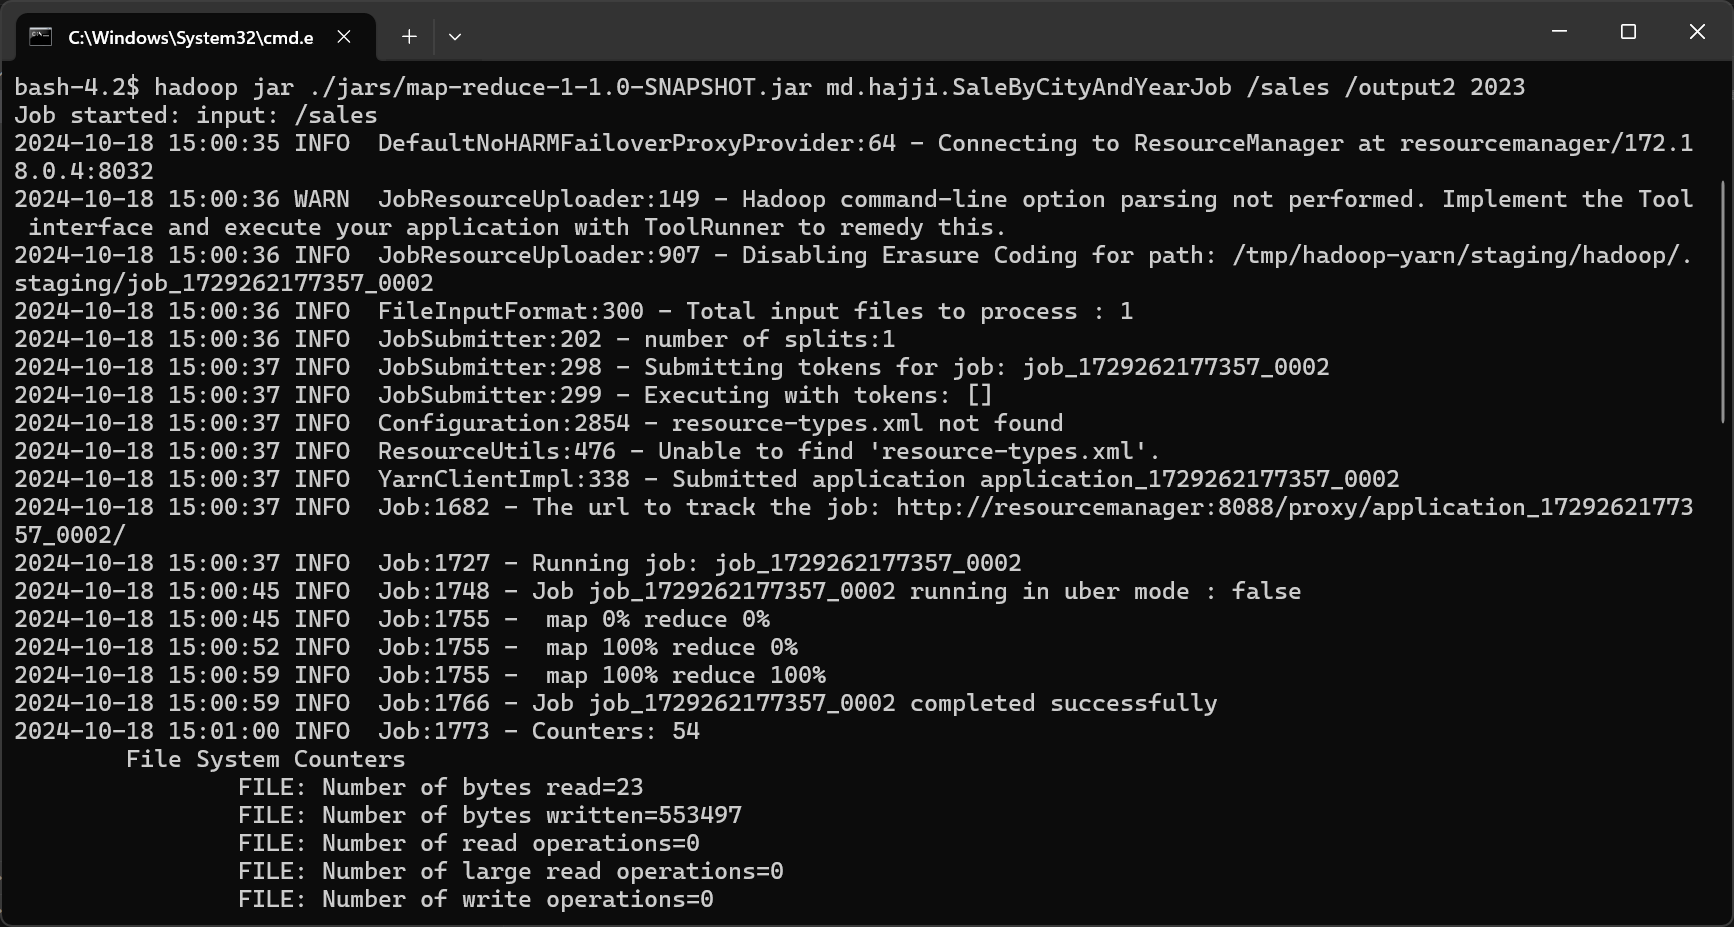 C:\Windows\System32\cmd.e
bash-4.2$ hadoop jar ./jars/map-reduce-1-1.0-SNAPSHOT.jar md.hajji.SaleByCityAndYearJob /sales /output2 2023
Job started: input: /sales
2024-10-18 15:00:35 INFO  DefaultNoHARMFailoverProxyProvider:64 - Connecting to ResourceManager at resourcemanager/172.1
8.0.4:8032
2024-10-18 15:00:36 WARN  JobResourceUploader:149 - Hadoop command-line option parsing not performed. Implement the Tool
 interface and execute your application with ToolRunner to remedy this.
2024-10-18 15:00:36 INFO  JobResourceUploader:907 - Disabling Erasure Coding for path: /tmp/hadoop-yarn/staging/hadoop/.
staging/job_1729262177357_0002
2024-10-18 15:00:36 INFO  FileInputFormat:300 - Total input files to process : 1
2024-10-18 15:00:36 INFO  JobSubmitter:202 - number of splits:1
2024-10-18 15:00:37 INFO  JobSubmitter:298 - Submitting tokens for job: job_1729262177357_0002
2024-10-18 15:00:37 INFO  JobSubmitter:299 - Executing with tokens: []
2024-10-18 15:00:37 INFO  Configuration:2854 - resource-types.xml not found
2024-10-18 15:00:37 INFO  ResourceUtils:476 - Unable to find 'resource-types.xml'.
2024-10-18 15:00:37 INFO  YarnClientImpl:338 - Submitted application application_1729262177357_0002
2024-10-18 15:00:37 INFO  Job:1682 - The url to track the job: http://resourcemanager:8088/proxy/application_17292621773
57_0002/
2024-10-18 15:00:37 INFO  Job:1727 - Running job: job_1729262177357_0002
2024-10-18 15:00:45 INFO  Job:1748 - Job job_1729262177357_0002 running in uber mode : false
2024-10-18 15:00:45 INFO  Job:1755 -  map 0% reduce 0%
2024-10-18 15:00:52 INFO  Job:1755 -  map 100% reduce 0%
2024-10-18 15:00:59 INFO  Job:1755 -  map 100% reduce 100%
2024-10-18 15:00:59 INFO  Job:1766 - Job job_1729262177357_0002 completed successfully
2024-10-18 15:01:00 INFO  Job:1773 - Counters: 54
        File System Counters
                FILE: Number of bytes read=23
                FILE: Number of bytes written=553497
                FILE: Number of read operations=0
                FILE: Number of large read operations=0
                FILE: Number of write operations=0